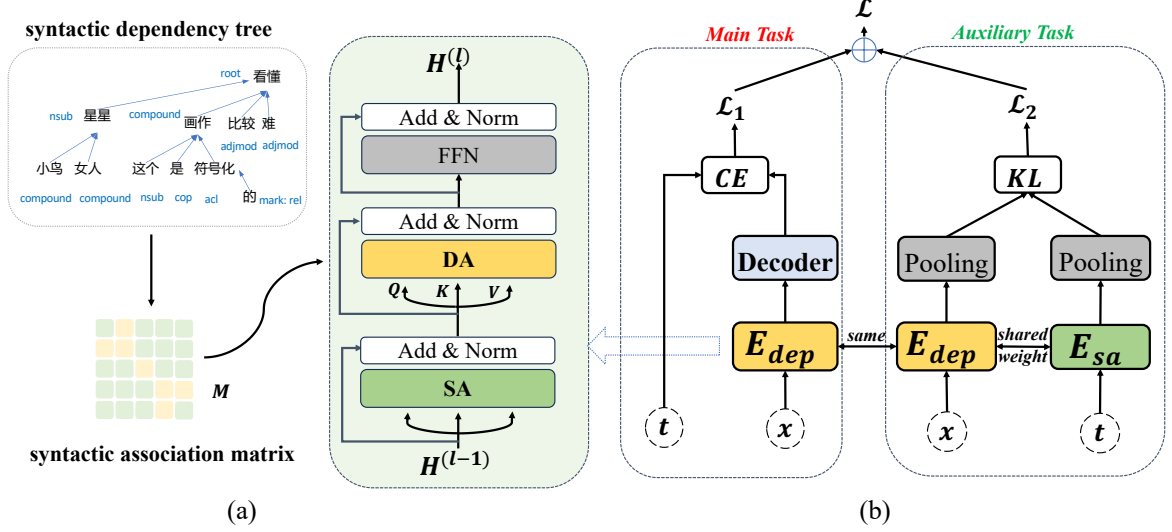 syntactic dependency tree
root 看懂
nsub 星星 compound 画作 比较 难
adjmod adjmod
小鸟 女人 这个 是 符号化
compound compound nsub cop acl 的 mark: rel
M
syntactic association matrix
(a)
H(l)
Add & Norm
FFN
Add & Norm
DA
Q K V
Add & Norm
SA
H(l−1)
ℒ
Main Task
Auxiliary Task
ℒ1
ℒ2
CE
KL
Decoder
Pooling
Pooling
Edep
same
Edep
shared weight
Esa
t
x
x
t
(b)